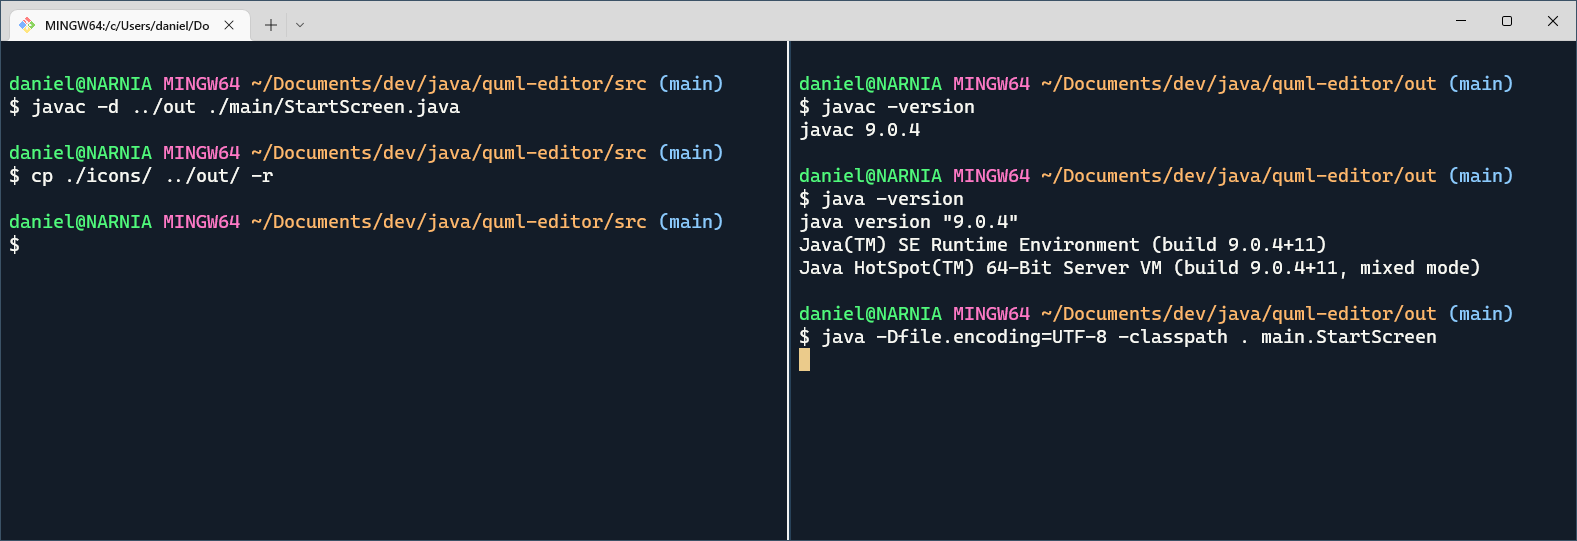 MINGW64:/c/Users/daniel/Do
daniel@NARNIA MINGW64 ~/Documents/dev/java/quml-editor/src (main)
$ javac -d ../out ./main/StartScreen.java
daniel@NARNIA MINGW64 ~/Documents/dev/java/quml-editor/src (main)
$ cp ./icons/ ../out/ -r
daniel@NARNIA MINGW64 ~/Documents/dev/java/quml-editor/src (main)
$
daniel@NARNIA MINGW64 ~/Documents/dev/java/quml-editor/out (main)
$ javac -version
javac 9.0.4
daniel@NARNIA MINGW64 ~/Documents/dev/java/quml-editor/out (main)
$ java -version
java version "9.0.4"
Java(TM) SE Runtime Environment (build 9.0.4+11)
Java HotSpot(TM) 64-Bit Server VM (build 9.0.4+11, mixed mode)
daniel@NARNIA MINGW64 ~/Documents/dev/java/quml-editor/out (main)
$ java -Dfile.encoding=UTF-8 -classpath . main.StartScreen